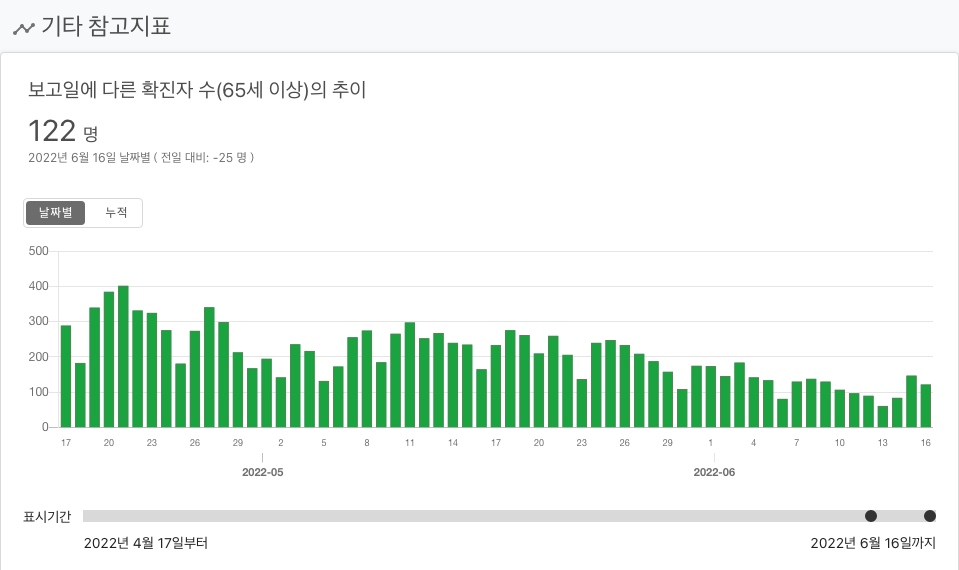 기타 참고지표
보고일에 다른 확진자 수(65세 이상)의 추이
122 명
2022년 6월 16일 날짜별 ( 전일 대비: -25 명 )
날짜별 누적
500
400
300
200
100
0
17 20 23 26 29 2 5 8 11 14 17 20 23 26 29 1 4 7 10 13 16
2022-05 2022-06
표시기간
2022년 4월 17일부터 2022년 6월 16일까지